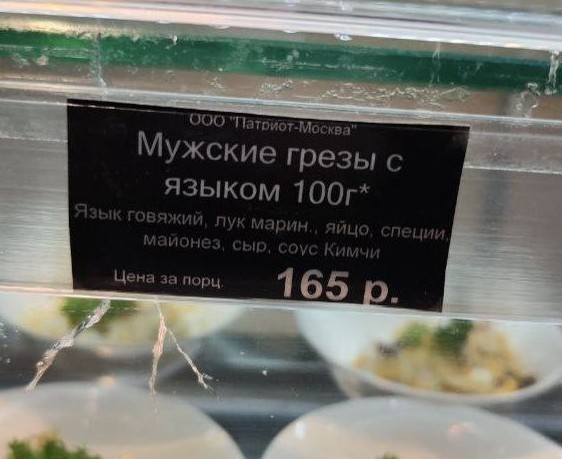 ООО "Патриот-Москва"
Мужские грезы с
языком 100г*
Язык говяжий, лук марин., яйцо, специи,
майонез, сыр, соус Кимчи
Цена за порц. 165 р.